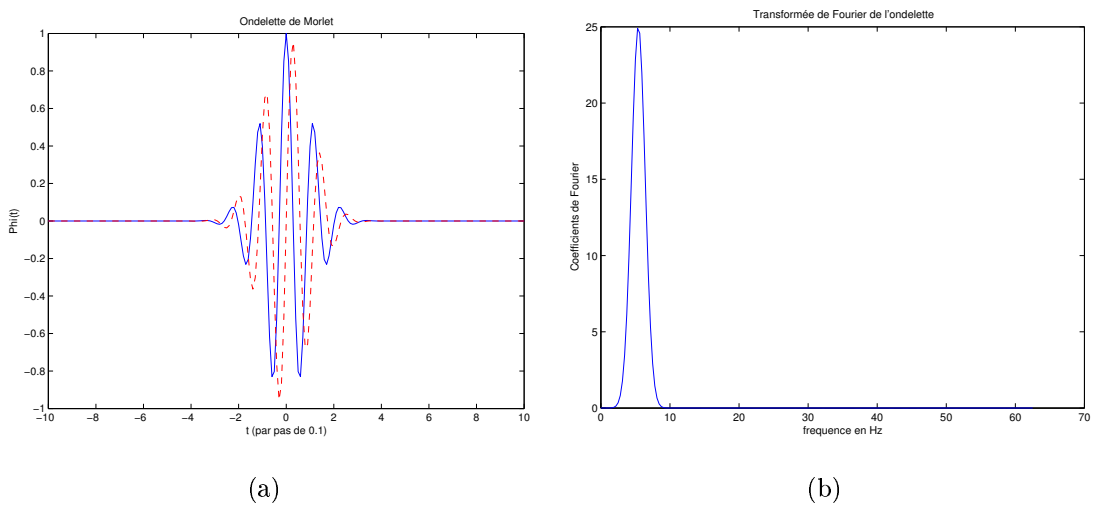 Ondelette de Morlet
1
0.8
0.6
0.4
0.2
0
−0.2
−0.4
−0.6
−0.8
−1
Phi(t)
−10 −8 −6 −4 −2 0 2 4 6 8 10
t (par pas de 0.1)
(a)
Transformée de Fourier de l'ondelette
25
20
15
10
5
0
Coefficients de Fourier
0 10 20 30 40 50 60 70
frequence en Hz
(b)